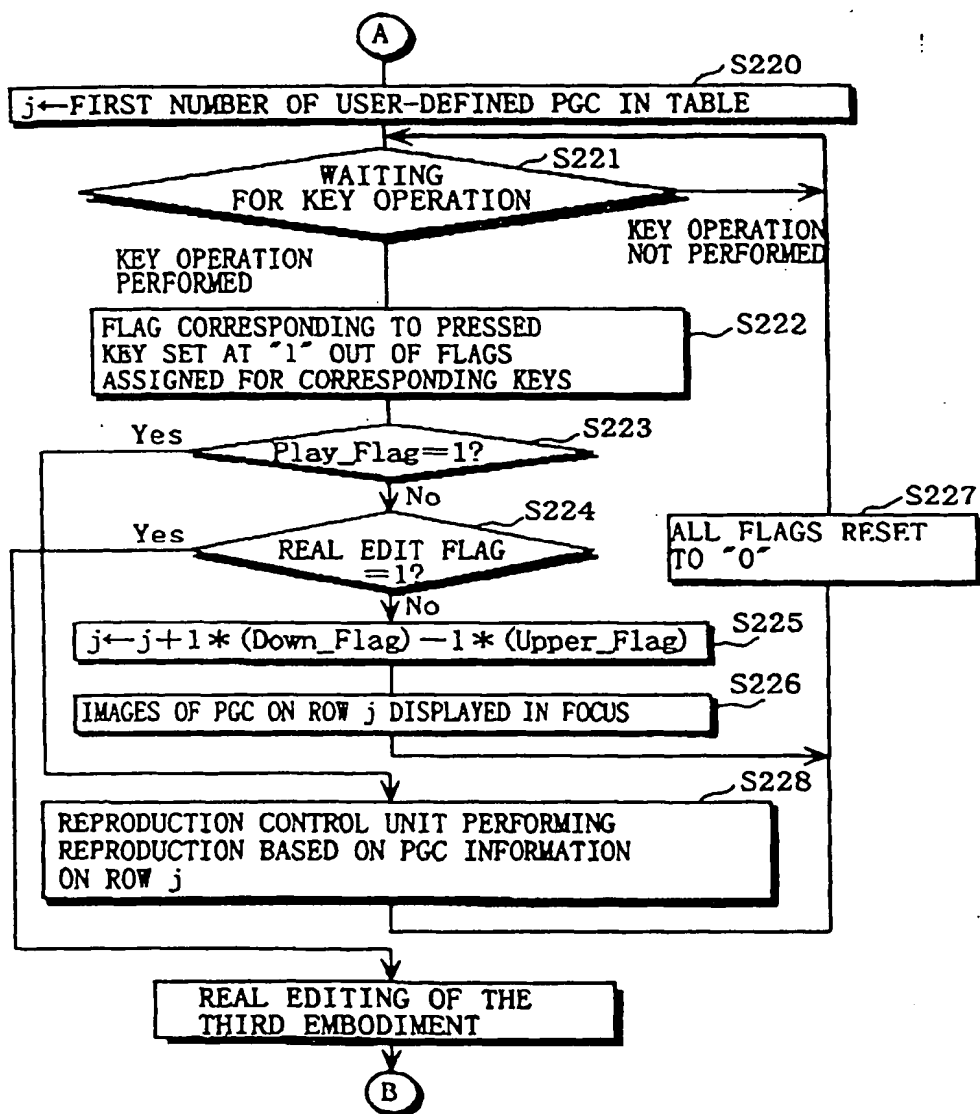 A
S220
j←FIRST NUMBER OF USER-DEFINED PGC IN TABLE
S221
WAITING
FOR KEY OPERATION
KEY OPERATION
NOT PERFORMED
KEY OPERATION
PERFORMED
S222
FLAG CORRESPONDING TO PRESSED
KEY SET AT "1" OUT OF FLAGS
ASSIGNED FOR CORRESPONDING KEYS
S223
Yes
Play_Flag=1?
No
S224
Yes
REAL EDIT FLAG
=1?
No
S227
ALL FLAGS RESET
TO "0"
S225
j←j+1*(Down_Flag)−1*(Upper_Flag)
S226
IMAGES OF PGC ON ROW j DISPLAYED IN FOCUS
S228
REPRODUCTION CONTROL UNIT PERFORMING
REPRODUCTION BASED ON PGC INFORMATION
ON ROW j
REAL EDITING OF THE
THIRD EMBODIMENT
B